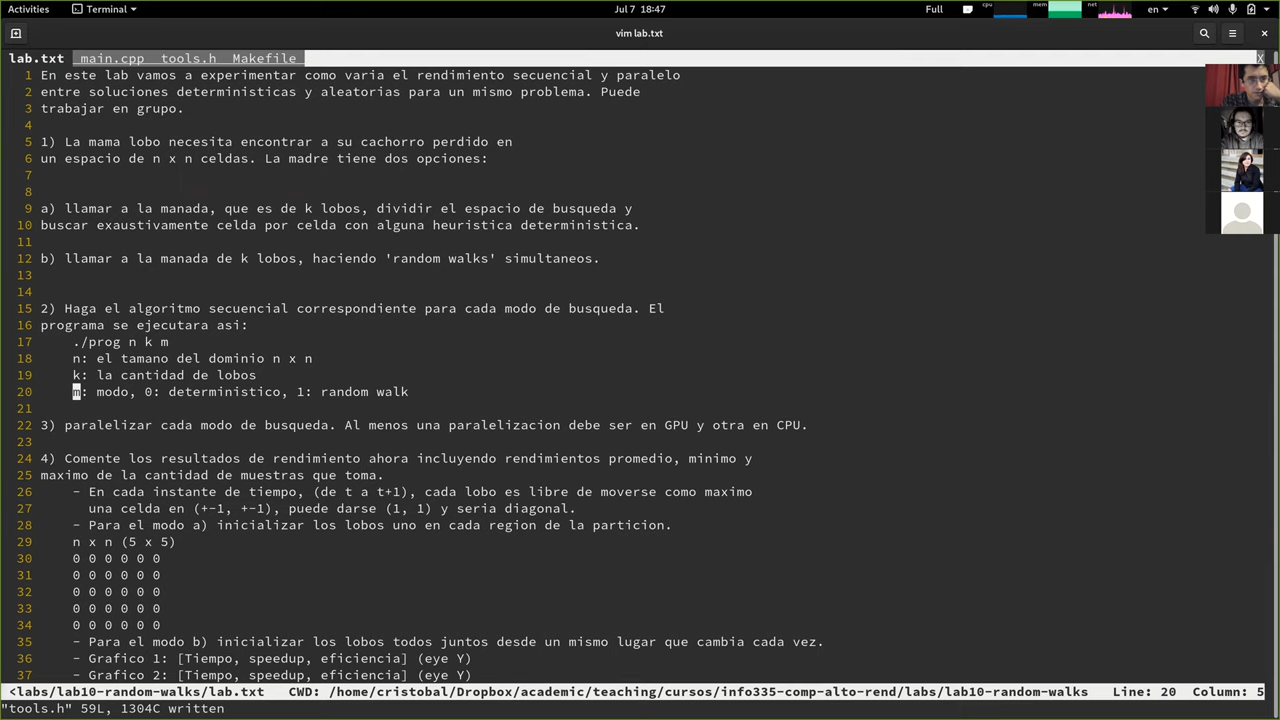 Activities Terminal Jul 7 18:47 Full cpu mem net en
vim lab.txt
lab.txt main.cpp tools.h Makefile X
1 En este lab vamos a experimentar como varia el rendimiento secuencial y paralelo
2 entre soluciones deterministicas y aleatorias para un mismo problema. Puede
3 trabajar en grupo.
4
5 1) La mama lobo necesita encontrar a su cachorro perdido en
6 un espacio de n x n celdas. La madre tiene dos opciones:
7
8
9 a) llamar a la manada, que es de k lobos, dividir el espacio de busqueda y
10 buscar exaustivamente celda por celda con alguna heuristica deterministica.
11
12 b) llamar a la manada de k lobos, haciendo 'random walks' simultaneos.
13
14
15 2) Haga el algoritmo secuencial correspondiente para cada modo de busqueda. El
16 programa se ejecutara asi:
17 ./prog n k m
18 n: el tamano del dominio n x n
19 k: la cantidad de lobos
20 m: modo, 0: deterministico, 1: random walk
21
22 3) paralelizar cada modo de busqueda. Al menos una paralelizacion debe ser en GPU y otra en CPU.
23
24 4) Comente los resultados de rendimiento ahora incluyendo rendimientos promedio, minimo y
25 maximo de la cantidad de muestras que toma.
26 - En cada instante de tiempo, (de t a t+1), cada lobo es libre de moverse como maximo
27 una celda en (+-1, +-1), puede darse (1, 1) y seria diagonal.
28 - Para el modo a) inicializar los lobos uno en cada region de la particion.
29 n x n (5 x 5)
30 0 0 0 0 0 0
31 0 0 0 0 0 0
32 0 0 0 0 0 0
33 0 0 0 0 0 0
34 0 0 0 0 0 0
35 - Para el modo b) inicializar los lobos todos juntos desde un mismo lugar que cambia cada vez.
36 - Grafico 1: [Tiempo, speedup, eficiencia] (eye Y)
37 - Grafico 2: [Tiempo, speedup, eficiencia] (eye Y)
<labs/lab10-random-walks/lab.txt CWD: /home/cristobal/Dropbox/academic/teaching/cursos/info335-comp-alto-rend/labs/lab10-random-walks Line: 20 Column: 5
"tools.h" 59L, 1304C written